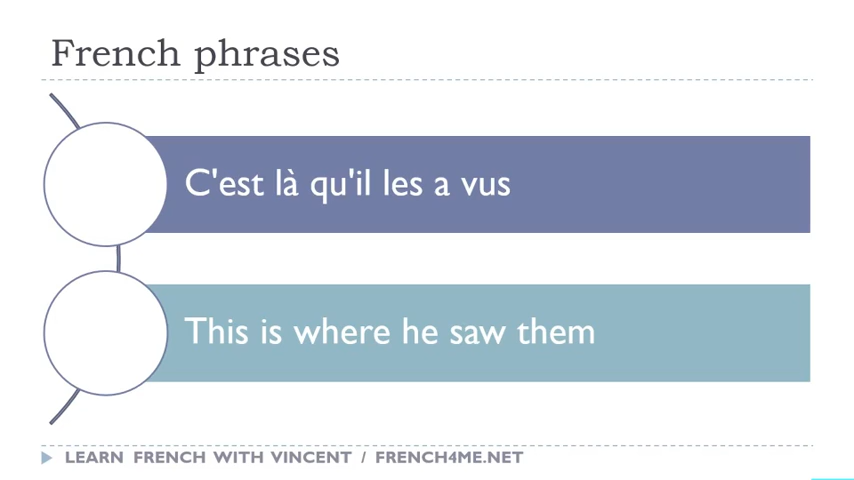 French phrases
C'est là qu'il les a vus
This is where he saw them
LEARN FRENCH WITH VINCENT / FRENCH4ME.NET